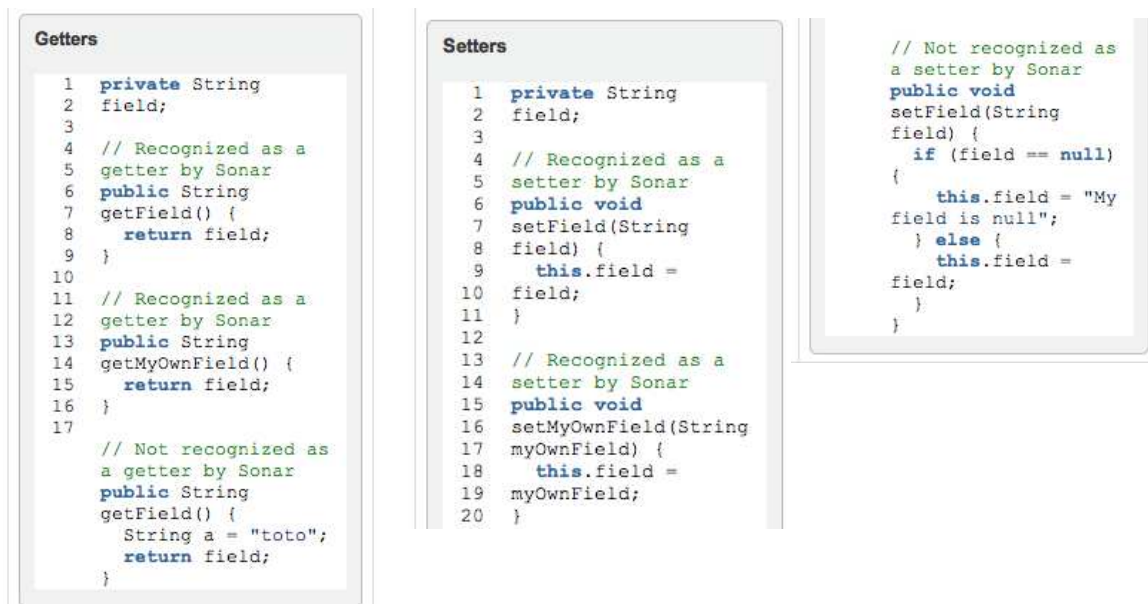 Getters
1 private String
2 field;
3
4 // Recognized as a
5 getter by Sonar
6 public String
7 getField() {
8 return field;
9 }
10
11 // Recognized as a
12 getter by Sonar
13 public String
14 getMyOwnField() {
15 return field;
16 }
17
// Not recognized as
a getter by Sonar
public String
getField() {
String a = "toto";
return field;
}
Setters
1 private String
2 field;
3
4 // Recognized as a
5 setter by Sonar
6 public void
7 setField(String
8 field) {
9 this.field =
10 field;
11 }
12
13 // Recognized as a
14 setter by Sonar
15 public void
16 setMyOwnField(String
17 myOwnField) {
18 this.field =
19 myOwnField;
20 }
// Not recognized as
a setter by Sonar
public void
setField(String
field) {
if (field == null)
{
this.field = "My
field is null";
} else {
this.field =
field;
}
}